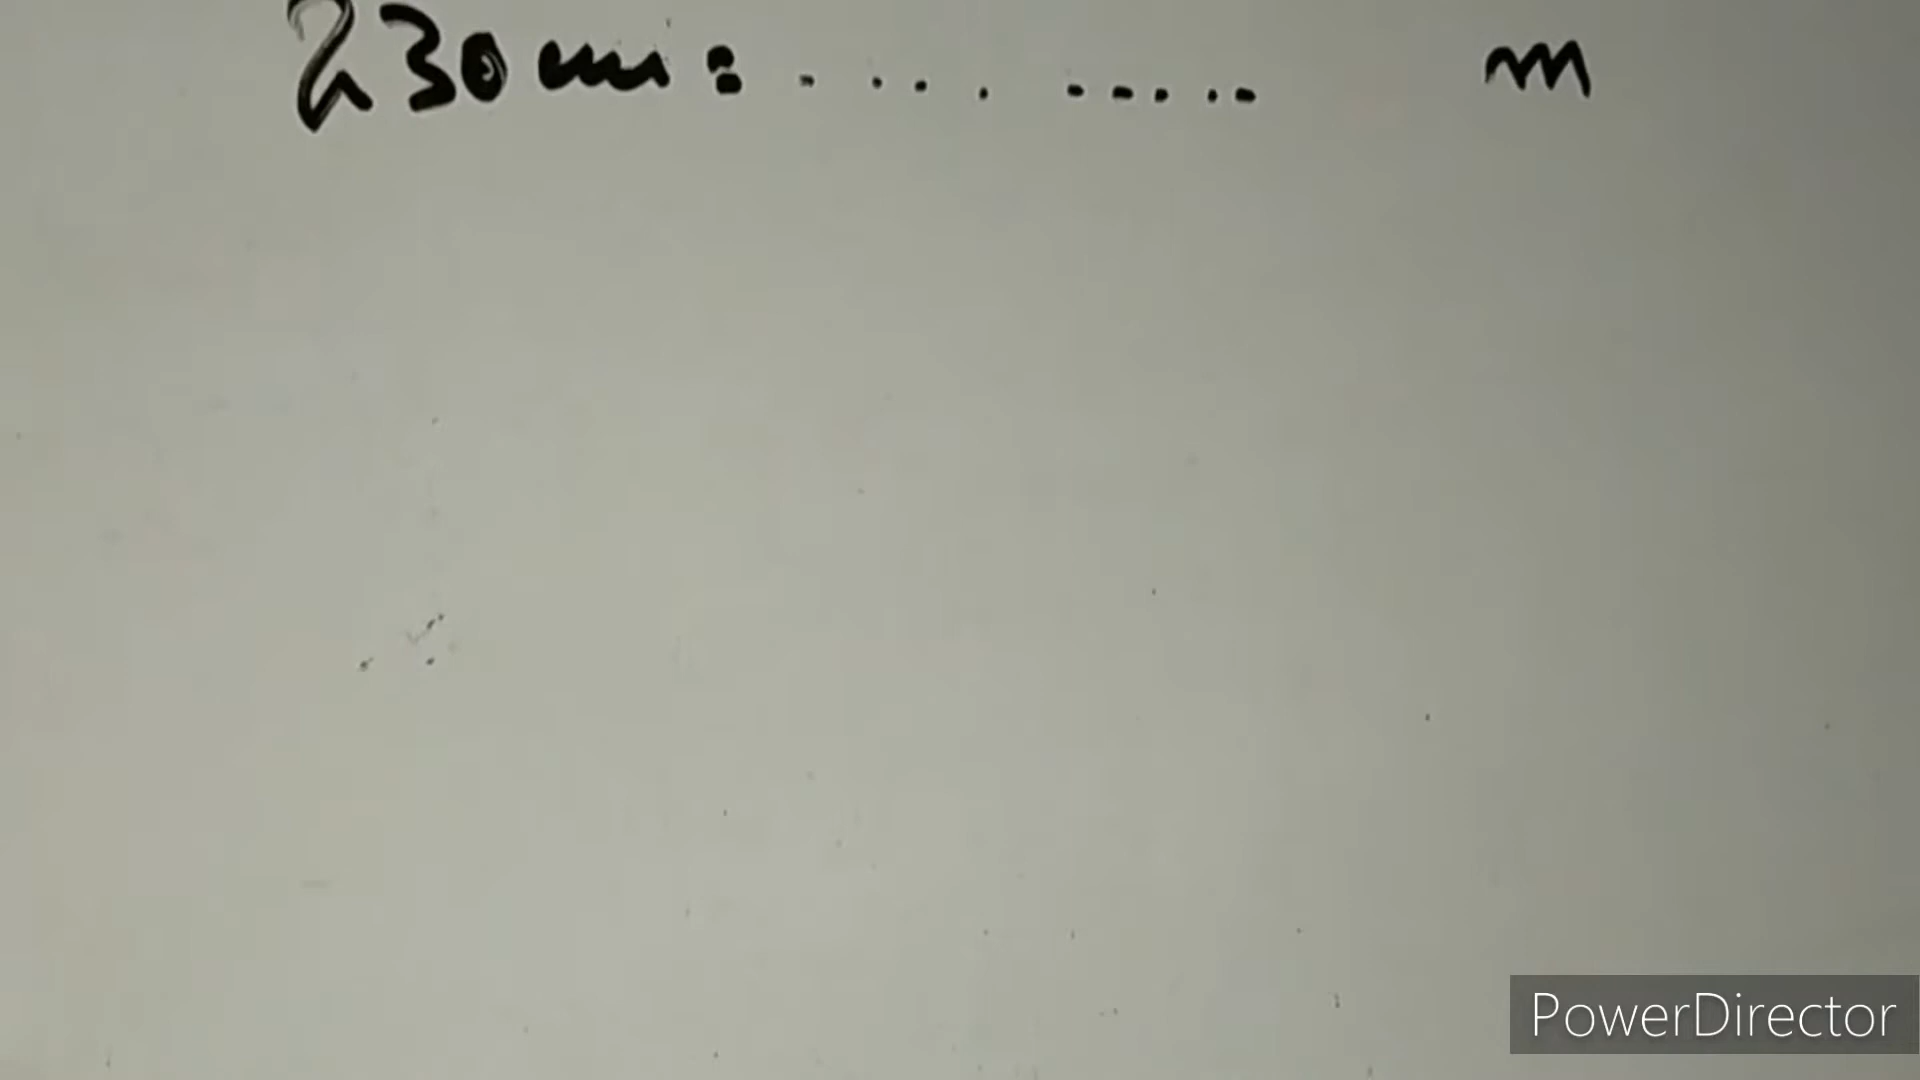 230 cm = ............ m
PowerDirector